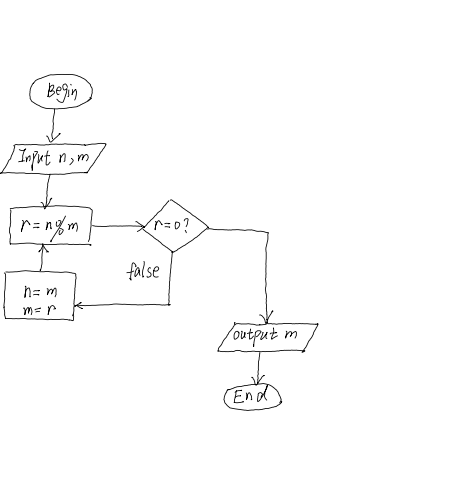 Begin
Input n, m
r = n % m
r = 0 ?
false
n = m
m = r
output m
End